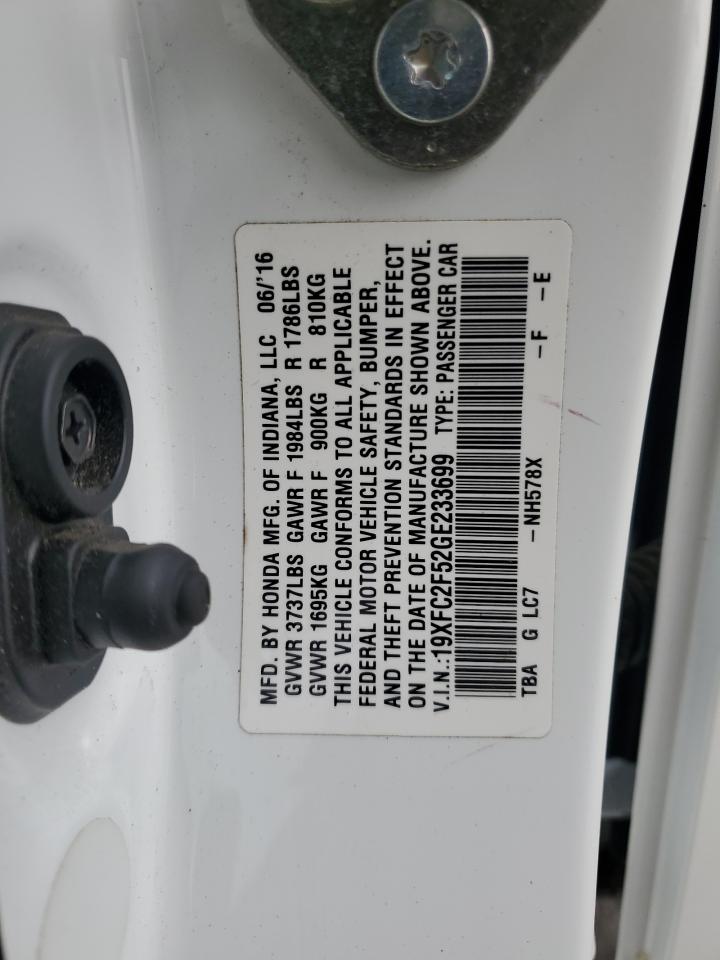 MFD. BY HONDA MFG. OF INDIANA, LLC 06/'16
GVWR 3737LBS GAWR F 1984LBS R 1786LBS
GVWR 1695KG GAWR F 900KG R 810KG
THIS VEHICLE CONFORMS TO ALL APPLICABLE
FEDERAL MOTOR VEHICLE SAFETY, BUMPER,
AND THEFT PREVENTION STANDARDS IN EFFECT
ON THE DATE OF MANUFACTURE SHOWN ABOVE.
V.I.N.:19XFC2F52GE233699 TYPE: PASSENGER CAR
TBA G LC7 -NH578X -F -E